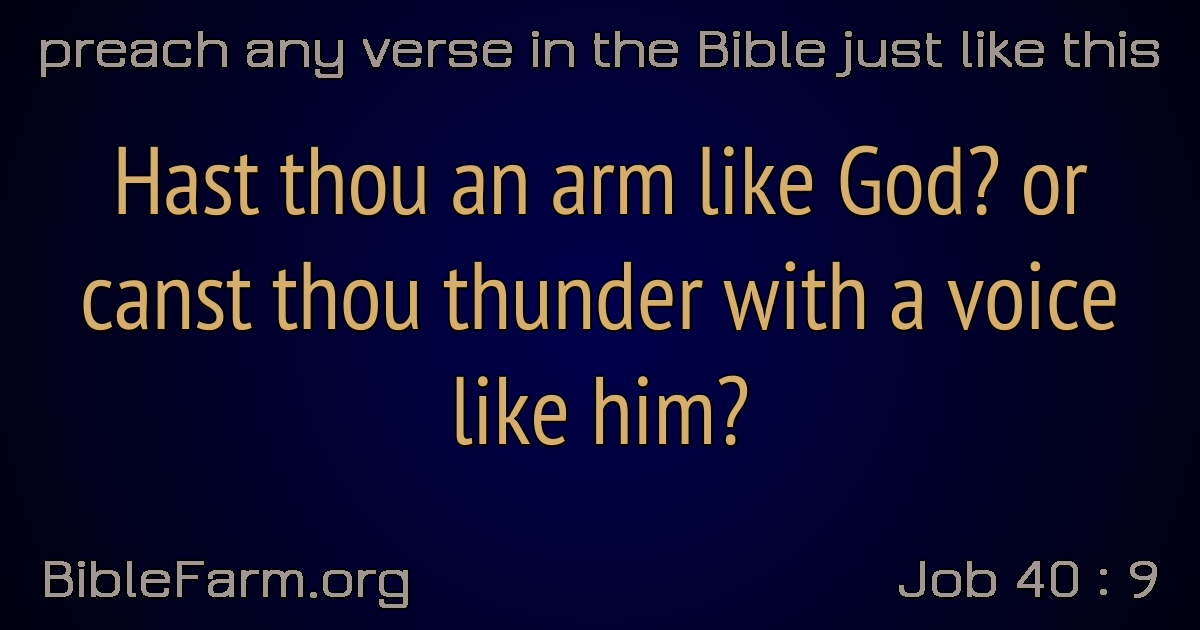 preach any verse in the Bible just like this
Hast thou an arm like God? or
canst thou thunder with a voice
like him?
BibleFarm.org
Job 40 : 9